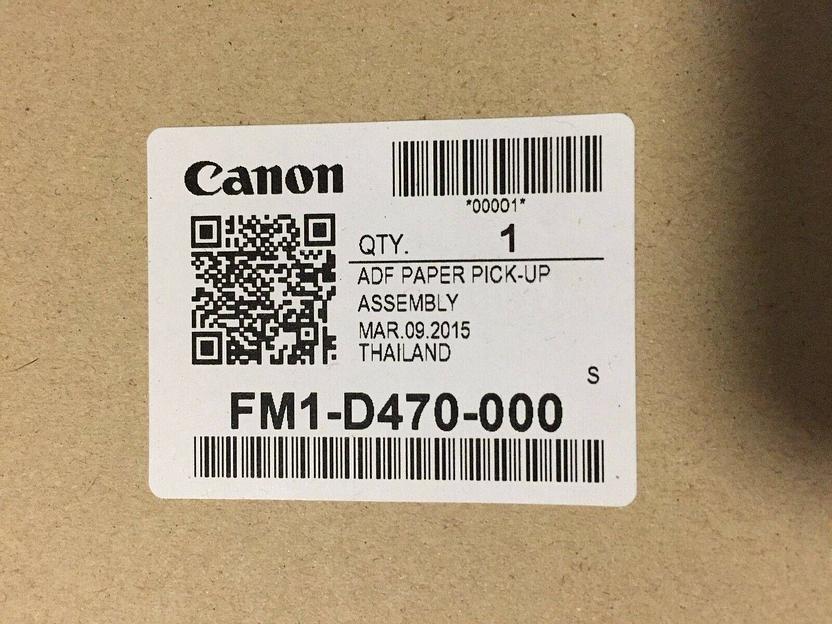 Canon
*00001*
QTY. 1
ADF PAPER PICK-UP
ASSEMBLY
MAR.09.2015
THAILAND
S
FM1-D470-000